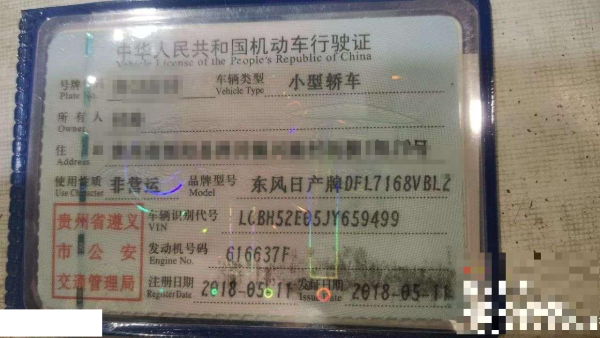 中华人民共和国机动车行驶证
Vehicle License of the People's Republic of China
号牌
Plate
车辆类型 小型轿车
Vehicle Type
所有人
Owner
住
Address
号
使用性质 非营运 品牌型号 东风日产牌DFL7168VBL2
Use Character Model
车辆识别代号 LGBH52E05JY659499
VIN
发动机号码 616637F
Engine No.
注册日期 2018-05-11 发证日期 2018-05-11
Register Date Issue Date
贵州省遵义
市公安
交通管理局